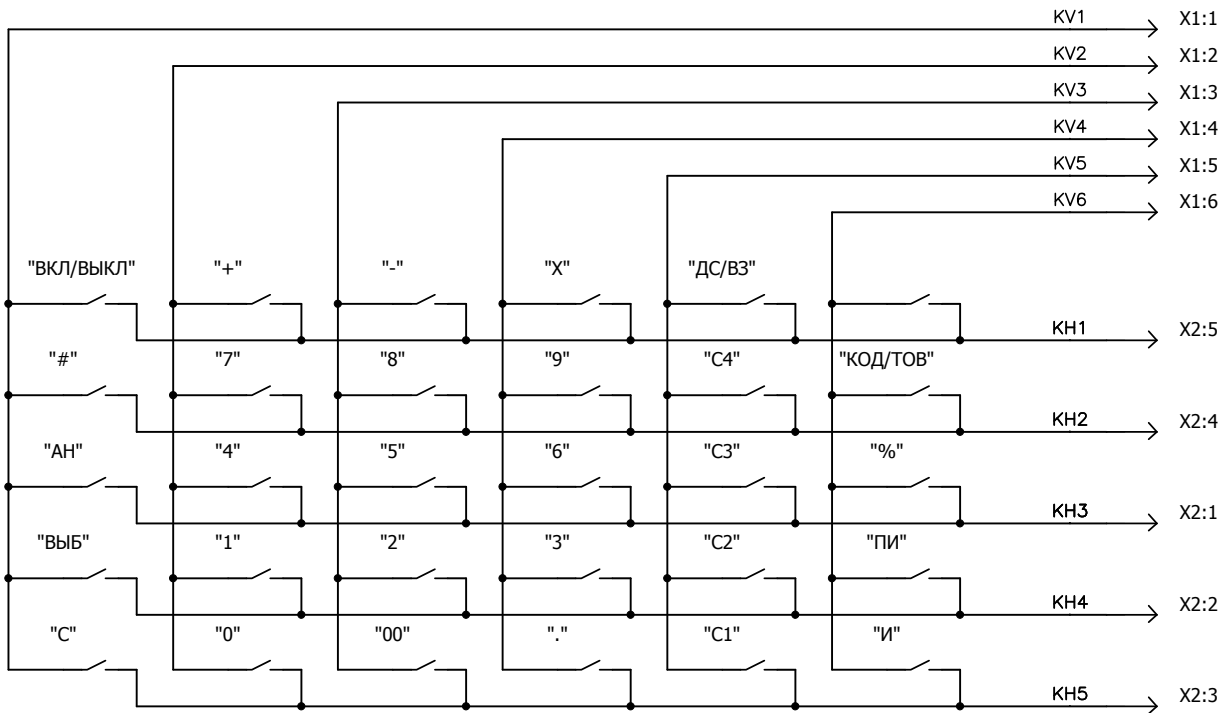 KV1 X1:1
KV2 X1:2
KV3 X1:3
KV4 X1:4
KV5 X1:5
KV6 X1:6
"ВКЛ/ВЫКЛ" "+" "-" "X" "ДС/ВЗ"
KH1 X2:5
"#" "7" "8" "9" "С4" "КОД/ТОВ"
KH2 X2:4
"АН" "4" "5" "6" "С3" "%"
KH3 X2:1
"ВЫБ" "1" "2" "3" "С2" "ПИ"
KH4 X2:2
"С" "0" "00" "." "С1" "И"
KH5 X2:3